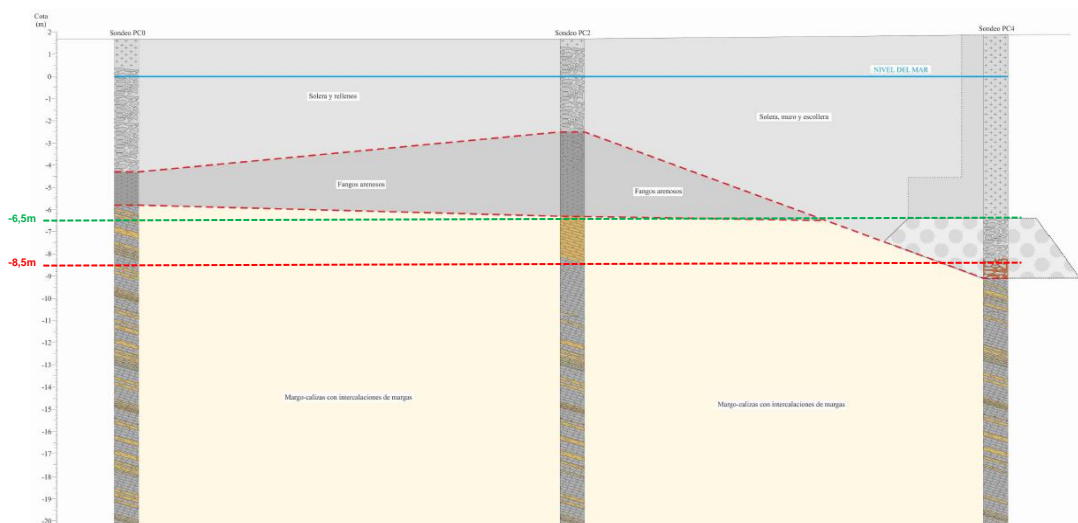 Cota
(m)
Sondeo PC0
Sondeo PC2
Sondeo PC4
2
1
0
-1
-2
-3
-4
-5
-6
-7
-8
-9
-10
-11
-12
-13
-14
-15
-16
-17
-18
-19
-20
NIVEL DEL MAR
Solera y rellenos
Solera, muro y escollera
Fangos arenosos
Fangos arenosos
-6,5m
-8,5m
Margo-calizas con intercalaciones de margas
Margo-calizas con intercalaciones de margas